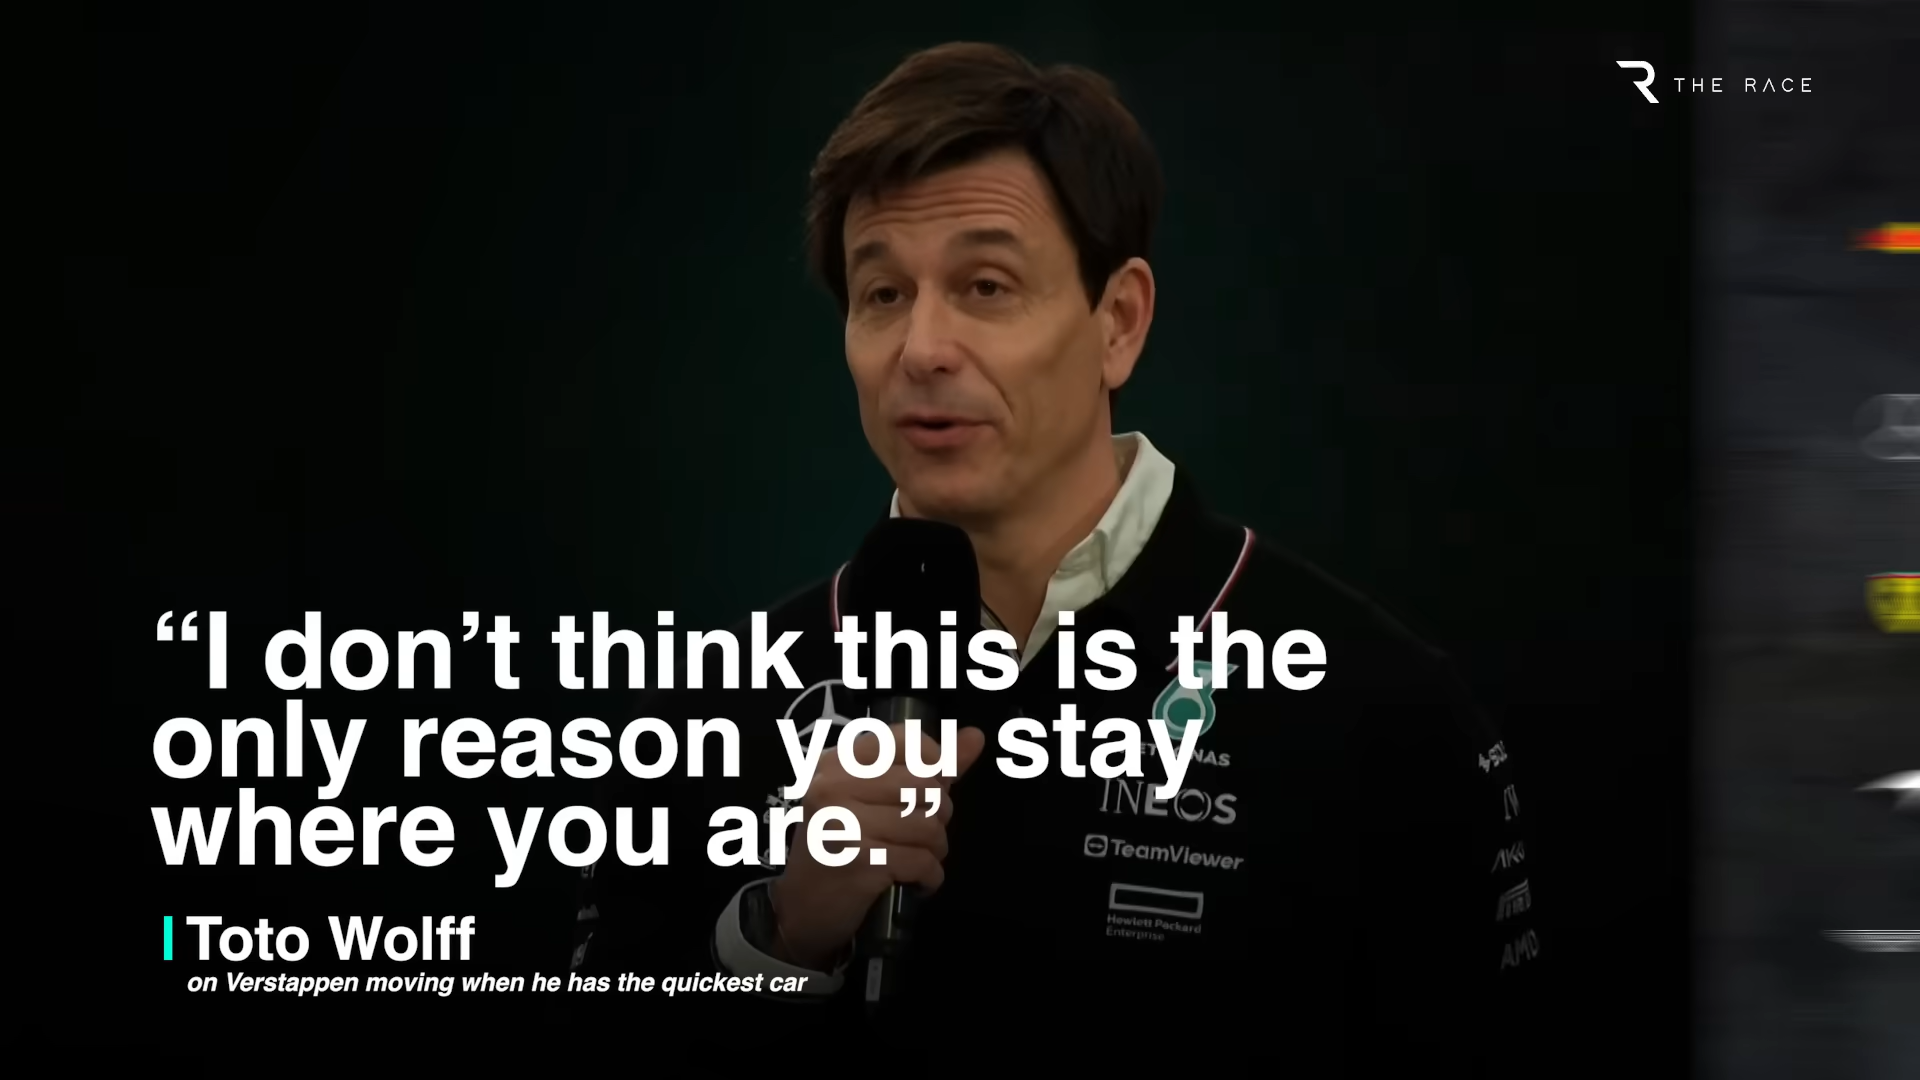 THE RACE
“I don’t think this is the
only reason you stay
where you are.”
Toto Wolff
on Verstappen moving when he has the quickest car
INEOS
TeamViewer
Hewlett Packard
Enterprise
AMD